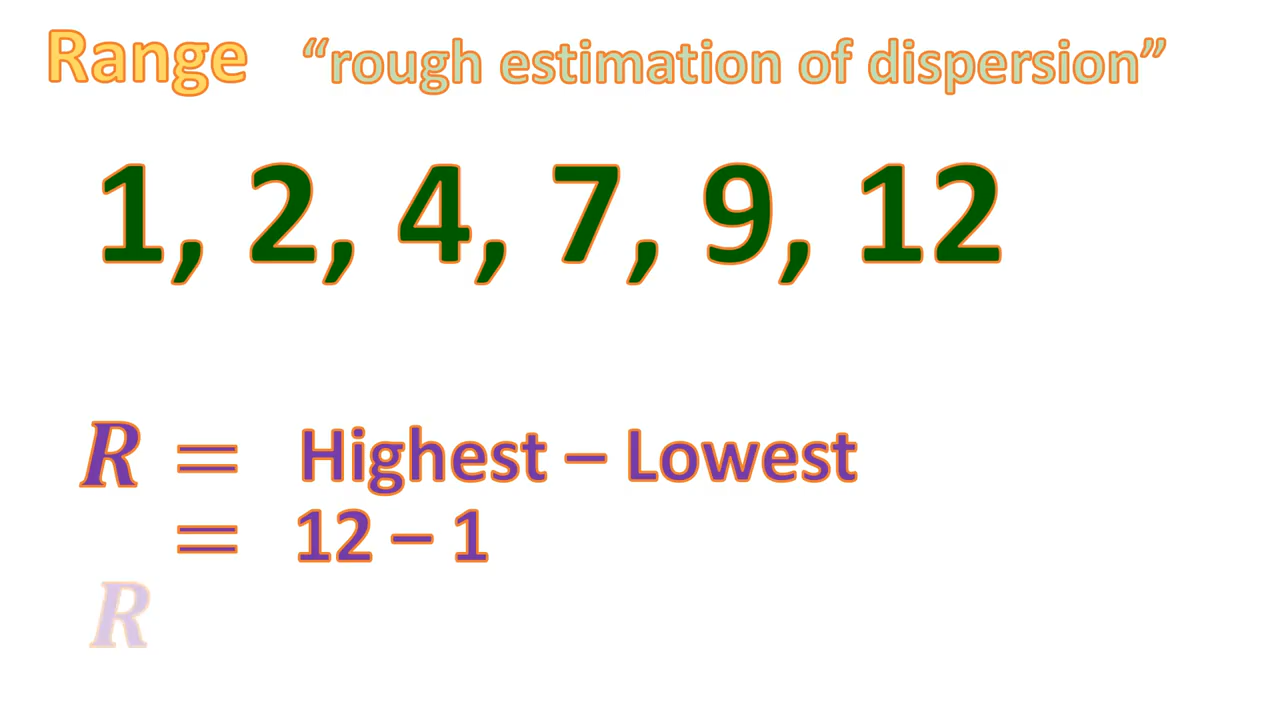 Range “rough estimation of dispersion”
1, 2, 4, 7, 9, 12
R = Highest – Lowest
= 12 – 1
R